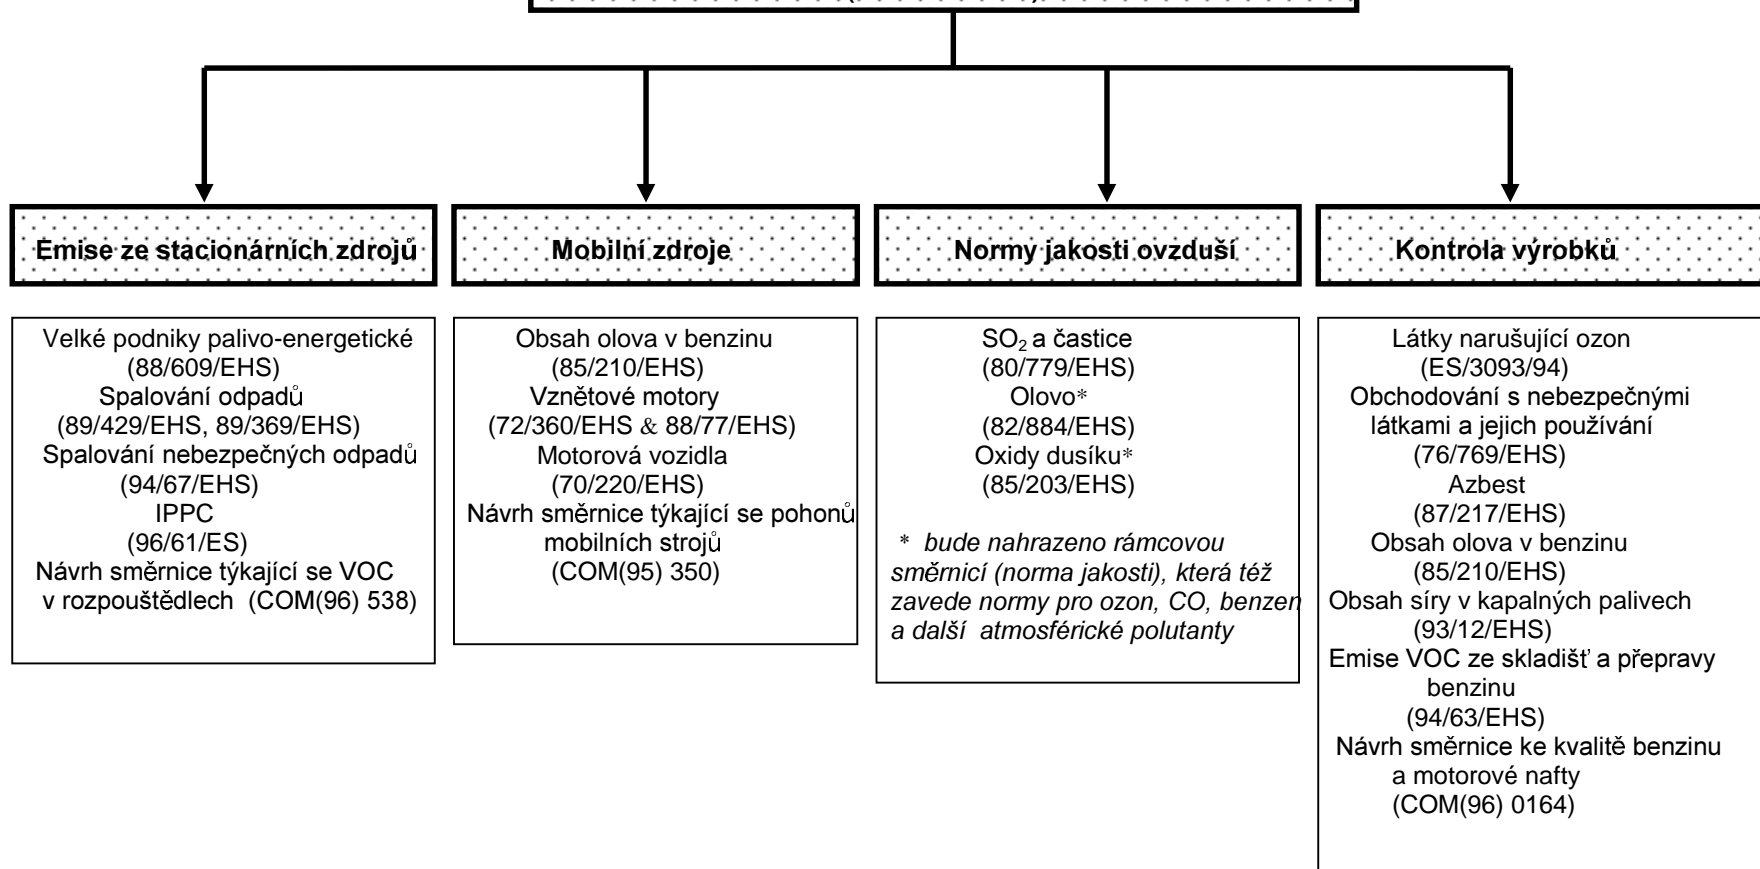 Emise ze stacionárních zdrojů
Mobilní zdroje
Normy jakosti ovzduší
Kontrola výrobků
Velké podniky palivo-energetické
(88/609/EHS)
Spalování odpadů
(89/429/EHS, 89/369/EHS)
Spalování nebezpečných odpadů
(94/67/EHS)
IPPC
(96/61/ES)
Návrh směrnice týkající se VOC
v rozpouštědlech (COM(96) 538)
Obsah olova v benzinu
(85/210/EHS)
Vznětové motory
(72/360/EHS & 88/77/EHS)
Motorová vozidla
(70/220/EHS)
Návrh směrnice týkající se pohonů
mobilních strojů
(COM(95) 350)
SO₂ a častice
(80/779/EHS)
Olovo*
(82/884/EHS)
Oxidy dusíku*
(85/203/EHS)
* bude nahrazeno rámcovou
směrnicí (norma jakosti), která též
zavede normy pro ozon, CO, benzen
a další atmosférické polutanty
Látky narušující ozon
(ES/3093/94)
Obchodování s nebezpečnými
látkami a jejich používání
(76/769/EHS)
Azbest
(87/217/EHS)
Obsah olova v benzinu
(85/210/EHS)
Obsah síry v kapalných palivech
(93/12/EHS)
Emise VOC ze skladišť a přepravy
benzinu
(94/63/EHS)
Návrh směrnice ke kvalitě benzinu
a motorové nafty
(COM(96) 0164)